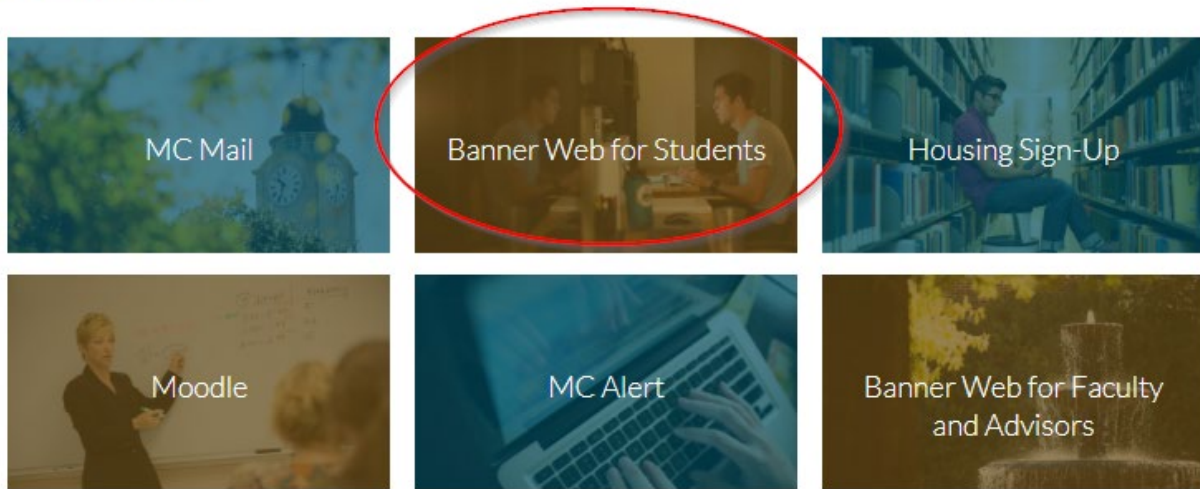 MC Mail
Banner Web for Students
Housing Sign-Up
Moodle
MC Alert
Banner Web for Faculty
and Advisors